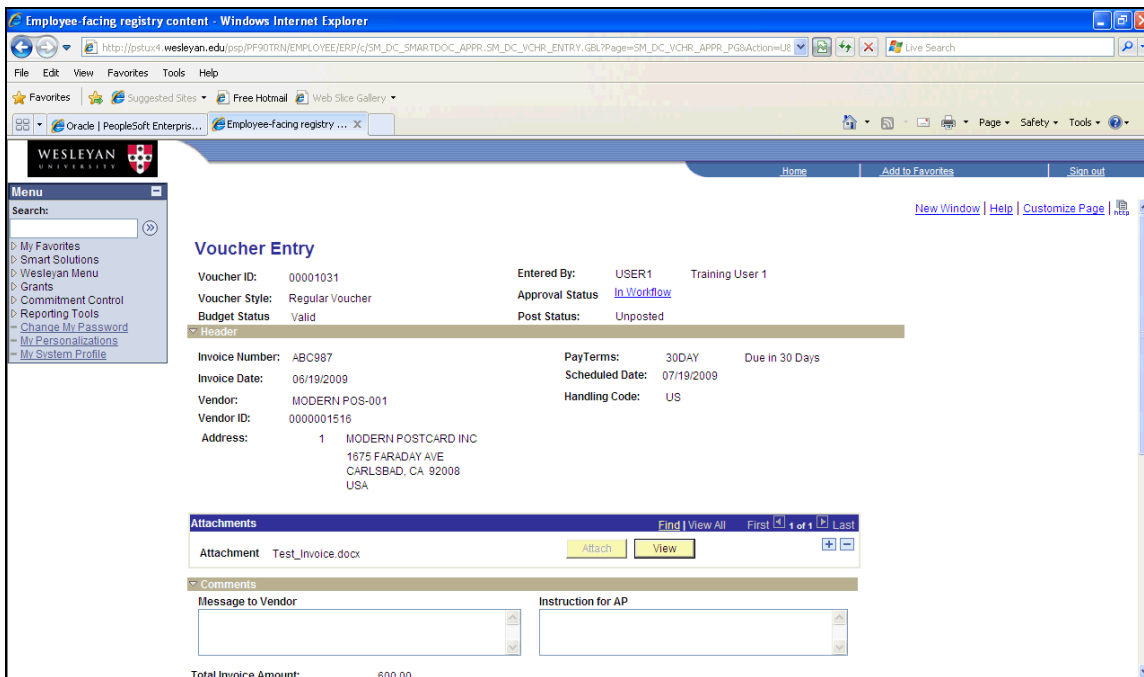 Employee-facing registry content - Windows Internet Explorer
http://pstux4.wesleyan.edu/psp/PF90TRN/EMPLOYEE/ERP/c/SM_DC_SMARTDOC_APPR.SM_DC_VCHR_ENTRY.GBL?Page=SM_DC_VCHR_APPR_PG&Action=U& Live Search
File Edit View Favorites Tools Help
Favorites Suggested Sites Free Hotmail Web Slice Gallery
Oracle | PeopleSoft Enterpris... Employee-facing registry ... X Page Safety Tools
WESLEYAN
UNIVERSITY
Home Add to Favorites Sign out
Menu
Search:
My Favorites
Smart Solutions
Wesleyan Menu
Grants
Commitment Control
Reporting Tools
Change My Password
My Personalizations
My System Profile
New Window | Help | Customize Page | http
Voucher Entry
Voucher ID: 00001031 Entered By: USER1 Training User 1
Voucher Style: Regular Voucher Approval Status In Workflow
Budget Status Valid Post Status: Unposted
Header
Invoice Number: ABC987 PayTerms: 30DAY Due in 30 Days
Invoice Date: 06/19/2009 Scheduled Date: 07/19/2009
Vendor: MODERN POS-001 Handling Code: US
Vendor ID: 0000001516
Address: 1 MODERN POSTCARD INC
1675 FARADAY AVE
CARLSBAD, CA 92008
USA
Attachments Find | View All First 1 of 1 Last
Attachment Test_Invoice.docx Attach View
Comments
Message to Vendor Instruction for AP
Total Invoice Amount: 600.00